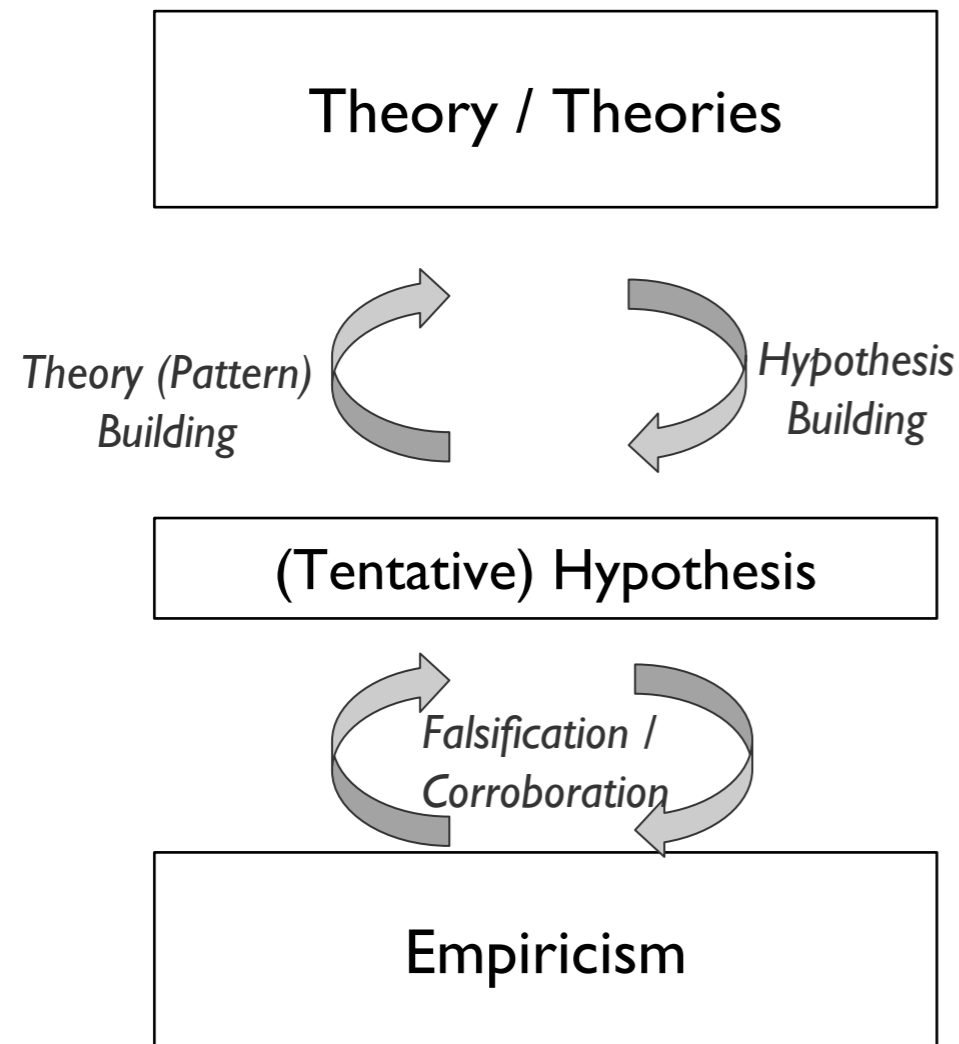 Theory / Theories
Theory (Pattern)
Building
Hypothesis
Building
(Tentative) Hypothesis
Falsification /
Corroboration
Empiricism